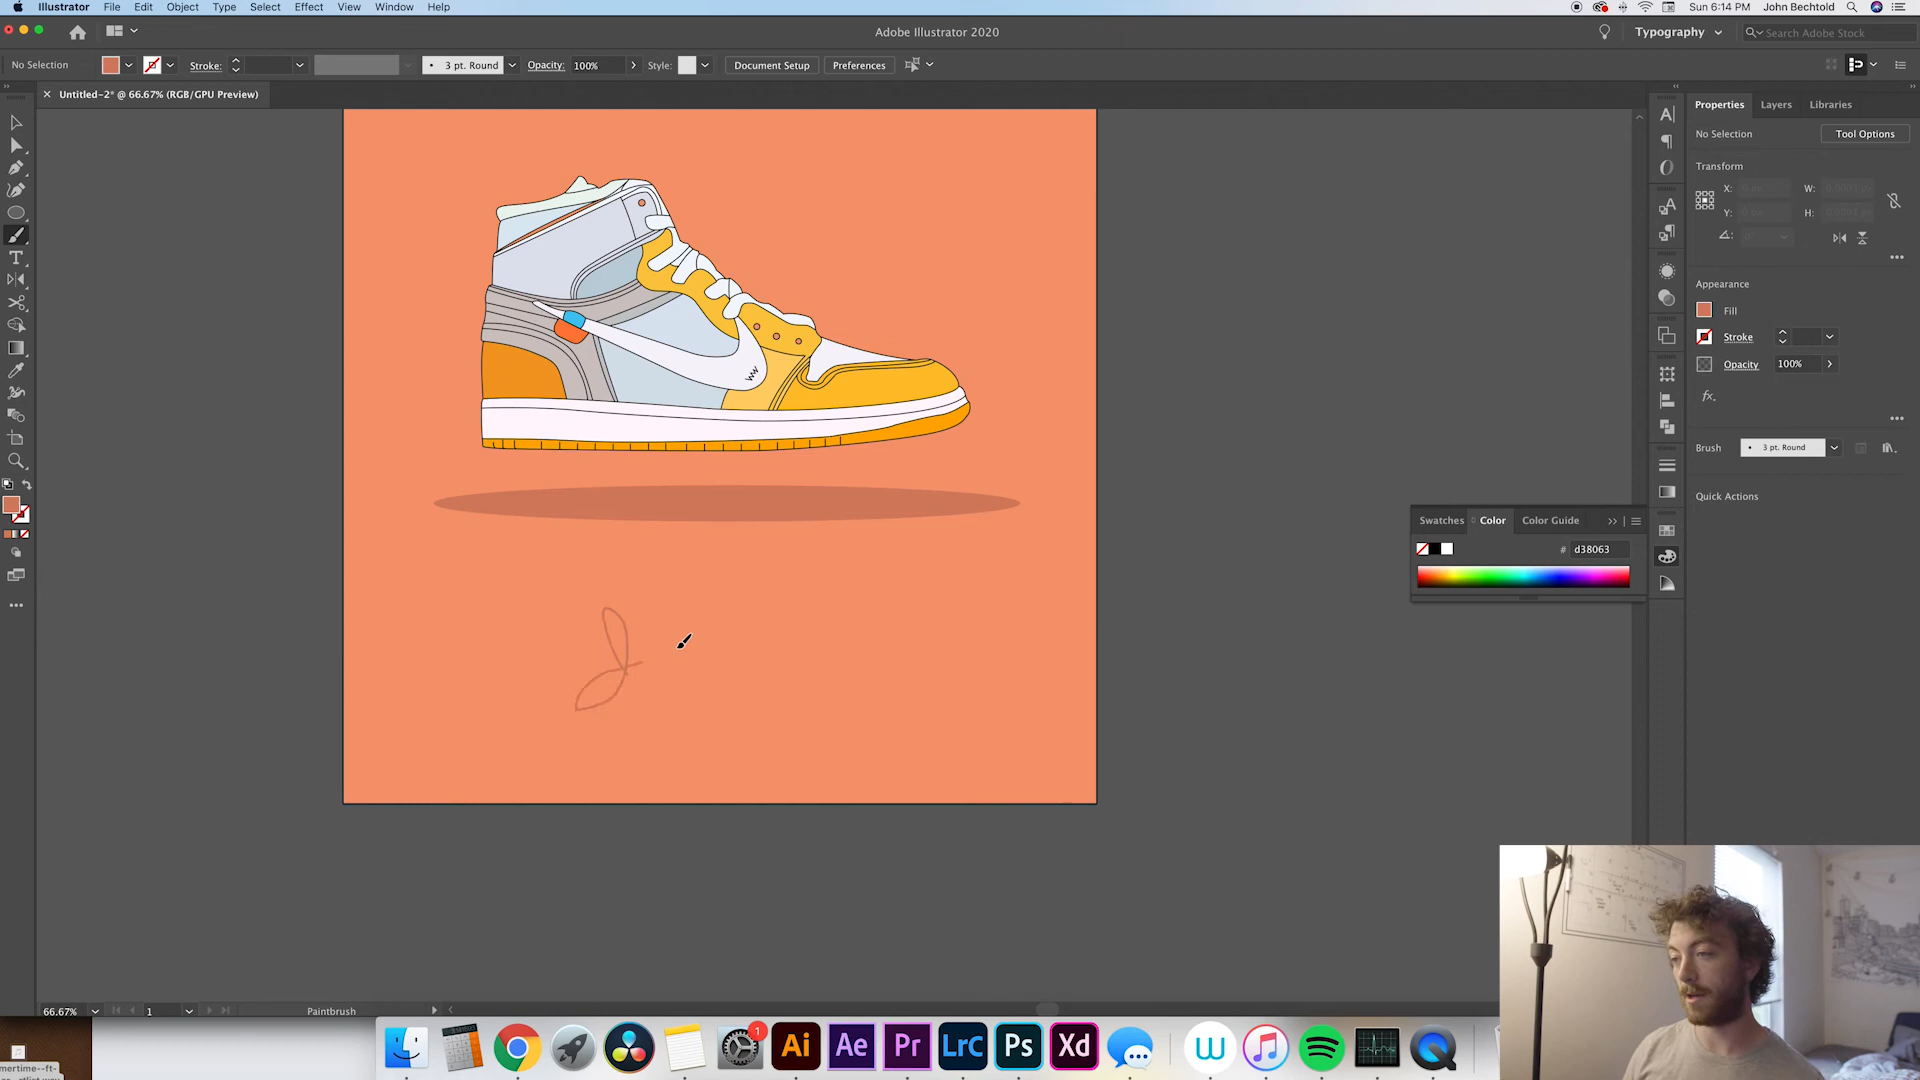 Illustrator File Edit Object Type Select Effect View Window Help
Sun 6:14 PM John Bechtold
Adobe Illustrator 2020
Typography
Search Adobe Stock
No Selection
Stroke:
3 pt. Round
Opacity: 100%
Style:
Document Setup
Preferences
× Untitled-2* @ 66.67% (RGB/GPU Preview)
Properties Layers Libraries
No Selection
Tool Options
Transform
X: W:
Y: H:
Appearance
Fill
Stroke
Opacity 100%
fx.
Brush 3 pt. Round
Quick Actions
Swatches Color Color Guide
# d38063
66.67% 1 Paintbrush
1
Ai Ae Pr LrC Ps Xd